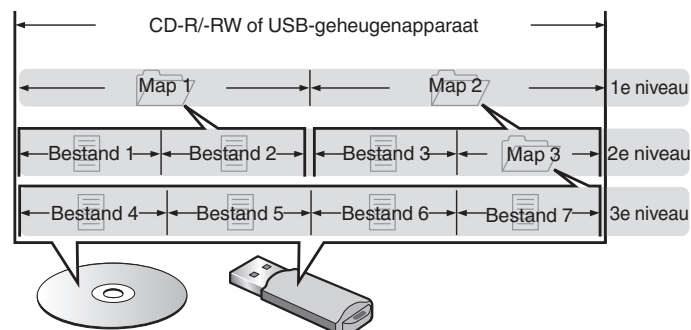 CD-R/-RW of USB-geheugenapparaat
Map 1 Map 2 1e niveau
Bestand 1 Bestand 2 Bestand 3 Map 3 2e niveau
Bestand 4 Bestand 5 Bestand 6 Bestand 7 3e niveau